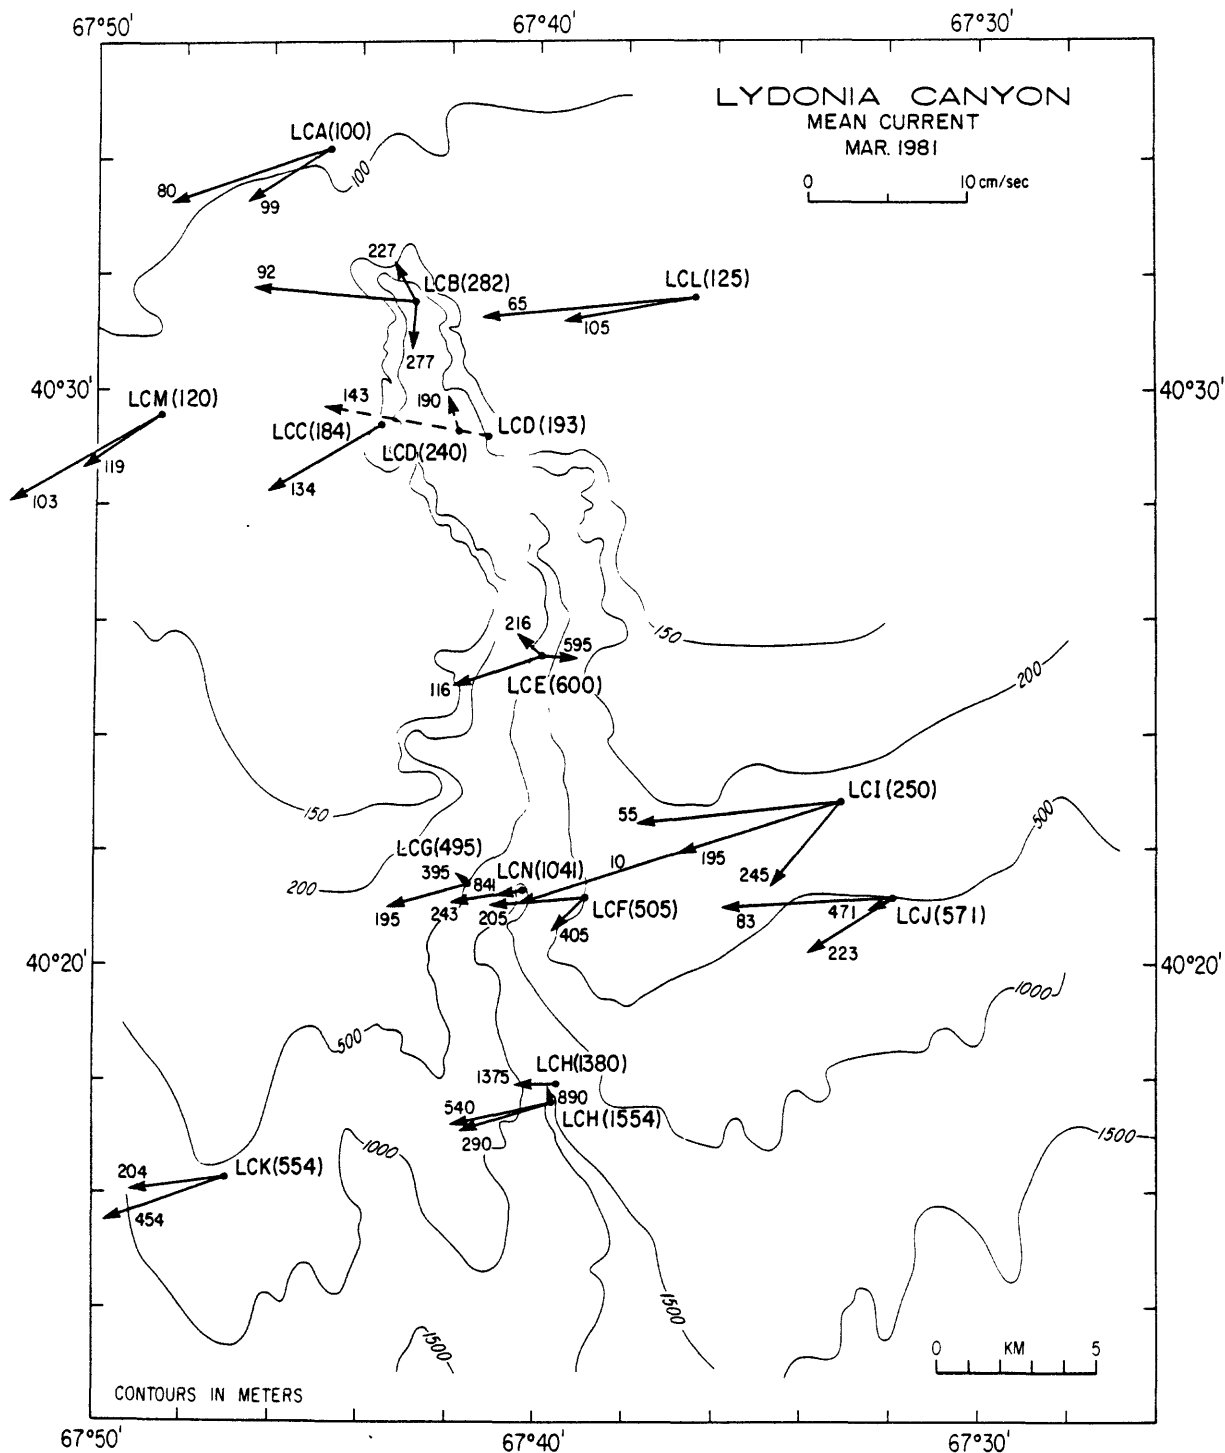 67°50' 67°40' 67°30'
LYDONIA CANYON
MEAN CURRENT
MAR. 1981
0 10 cm/sec
LCA(100)
100
80
99
227
92
LCB(282)
LCL(125)
65
105
277
40°30' 40°30'
LCM(120)
143
190
LCC(184)
LCD(193)
LCD(240)
119
103
134
216
595
150
116
LCE(600)
200
LCI(250)
55
150
500
LCG(495)
195
10
395
LCN(1041)
841
245
200
195
243
205
LCF(505)
83
471
LCJ(571)
405
223
40°20' 40°20'
1000
500
LCH(1380)
1375
890
540
LCH(1554)
290
1500
1000
204
LCK(554)
454
1500
1500
0 KM 5
CONTOURS IN METERS
67°50' 67°40' 67°30'